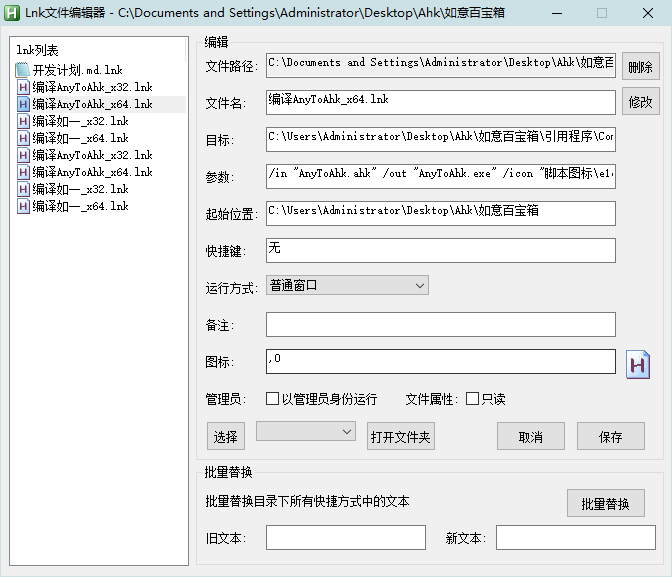 Lnk文件编辑器 - C:\Documents and Settings\Administrator\Desktop\Ahk\如意百宝箱
lnk列表
开发计划.md.lnk
编译AnyToAhk_x32.lnk
编译AnyToAhk_x64.lnk
编译如一_x32.lnk
编译如一_x64.lnk
编译AnyToAhk_x32.lnk
编译AnyToAhk_x64.lnk
编译如一_x32.lnk
编译如一_x64.lnk
编辑
文件路径: C:\Documents and Settings\Administrator\Desktop\Ahk\如意百 删除
文件名: 编译AnyToAhk_x64.lnk 修改
目标: C:\Users\Administrator\Desktop\Ahk\如意百宝箱\引用程序\Co
参数: /in "AnyToAhk.ahk" /out "AnyToAhk.exe" /icon "脚本图标\el
起始位置: C:\Users\Administrator\Desktop\Ahk\如意百宝箱
快捷键: 无
运行方式: 普通窗口
备注:
图标: ,0
管理员: 以管理员身份运行 文件属性: 只读
选择 打开文件夹 取消 保存
批量替换
批量替换目录下所有快捷方式中的文本 批量替换
旧文本: 新文本: